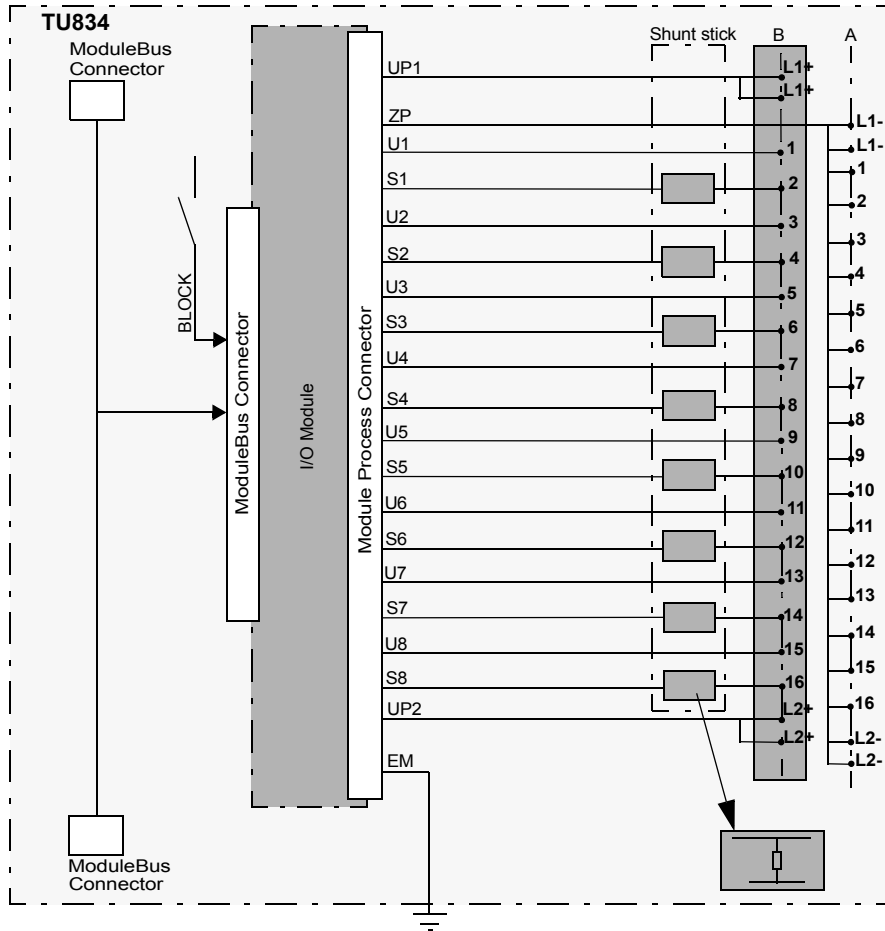 TU834
ModuleBus
Connector
Shunt stick
B
A
UP1
L1+
L1+
ZP
L1-
L1-
U1
1
1
S1
2
2
U2
3
3
S2
4
4
U3
5
5
S3
6
6
U4
7
7
S4
8
8
U5
9
9
S5
10
10
U6
11
11
S6
12
12
U7
13
13
S7
14
14
U8
15
15
S8
16
16
UP2
L2+
L2+
L2-
L2-
EM
BLOCK
ModuleBus Connector
I/O Module
Module Process Connector
ModuleBus
Connector